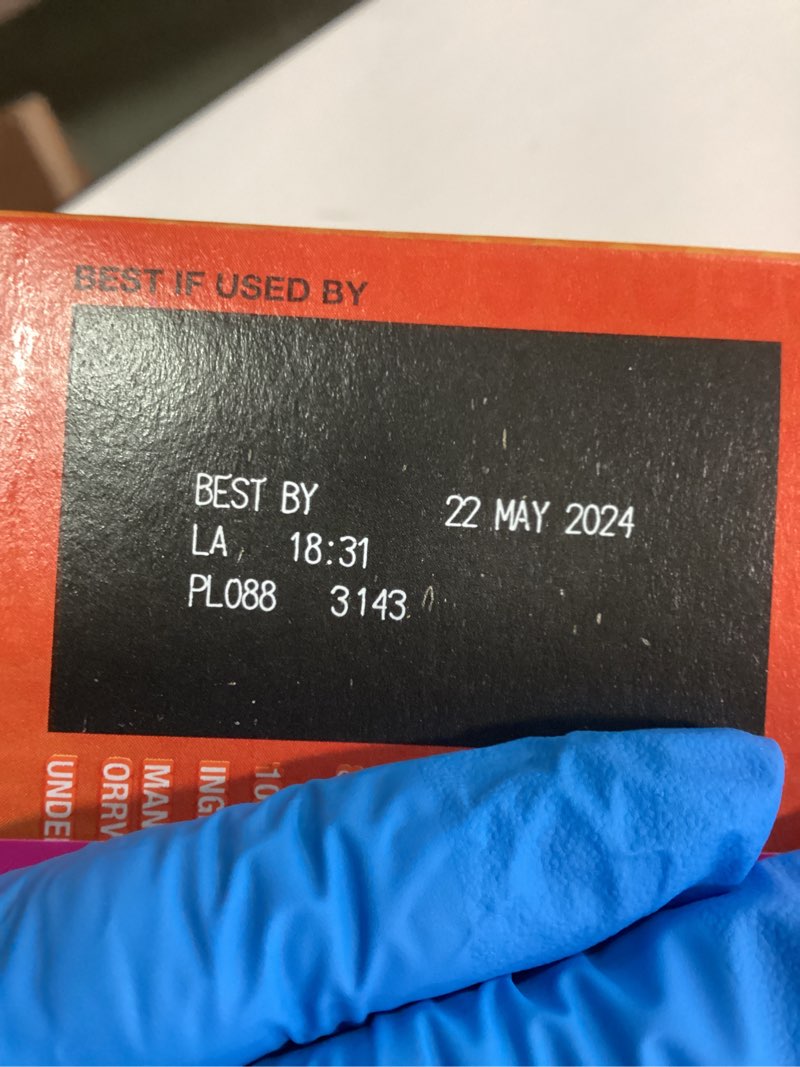 BEST IF USED BY
BEST BY 22 MAY 2024
LA 18:31
PL088 3143